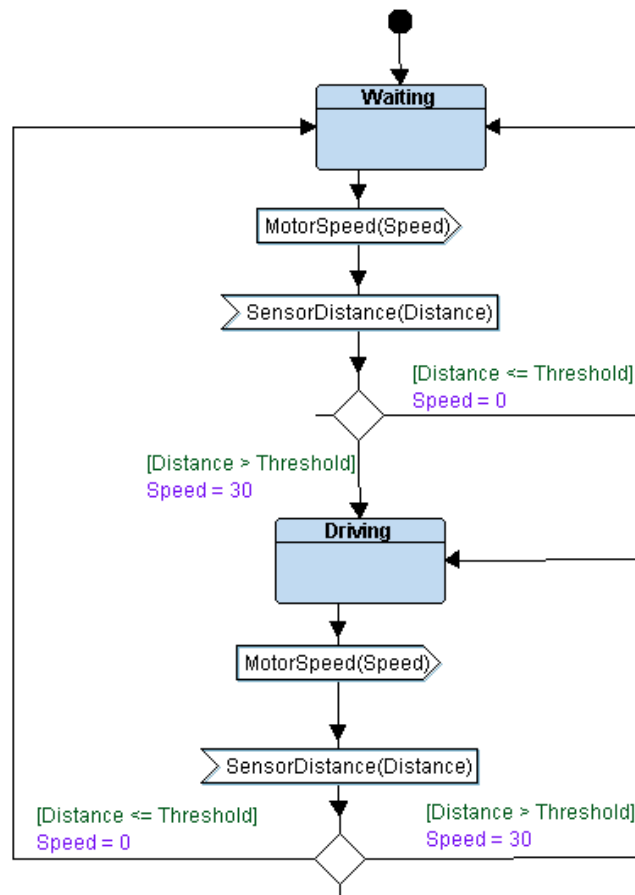 Waiting
MotorSpeed(Speed)
SensorDistance(Distance)
[Distance <= Threshold]
Speed = 0
[Distance > Threshold]
Speed = 30
Driving
MotorSpeed(Speed)
SensorDistance(Distance)
[Distance <= Threshold]
Speed = 0
[Distance > Threshold]
Speed = 30